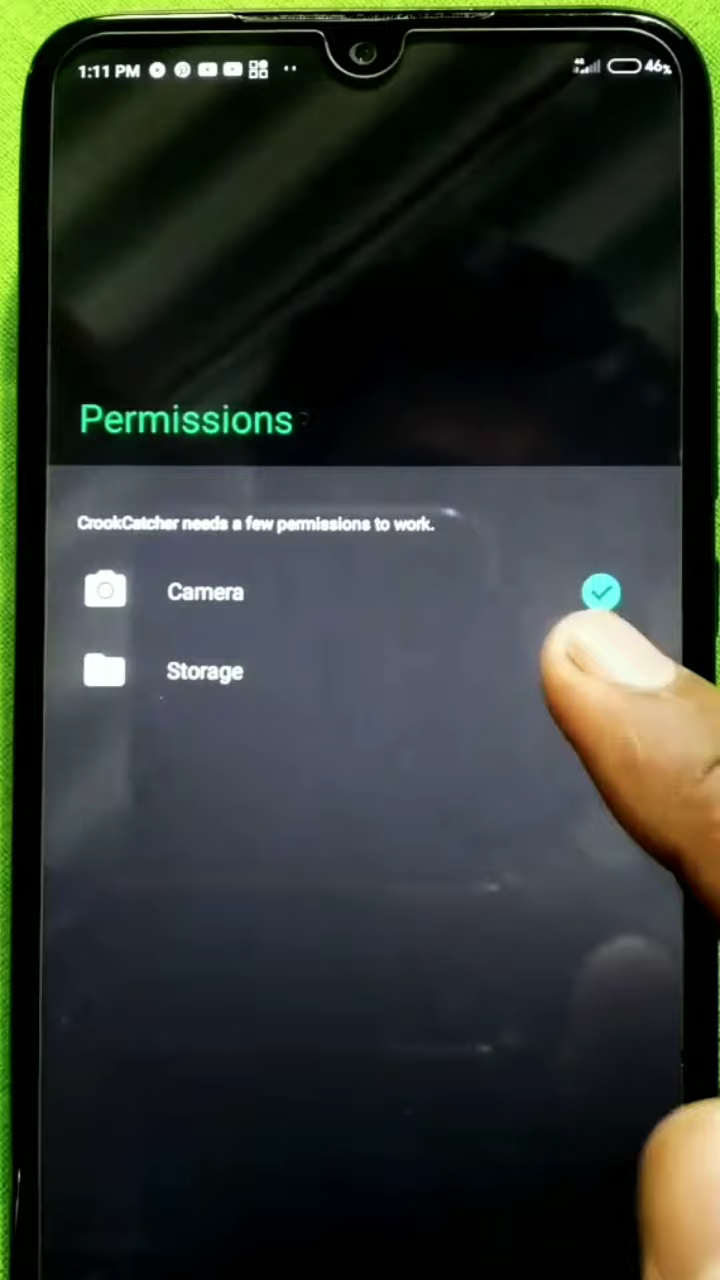 1:11 PM
46%
Permissions
CrookCatcher needs a few permissions to work.
Camera
Storage